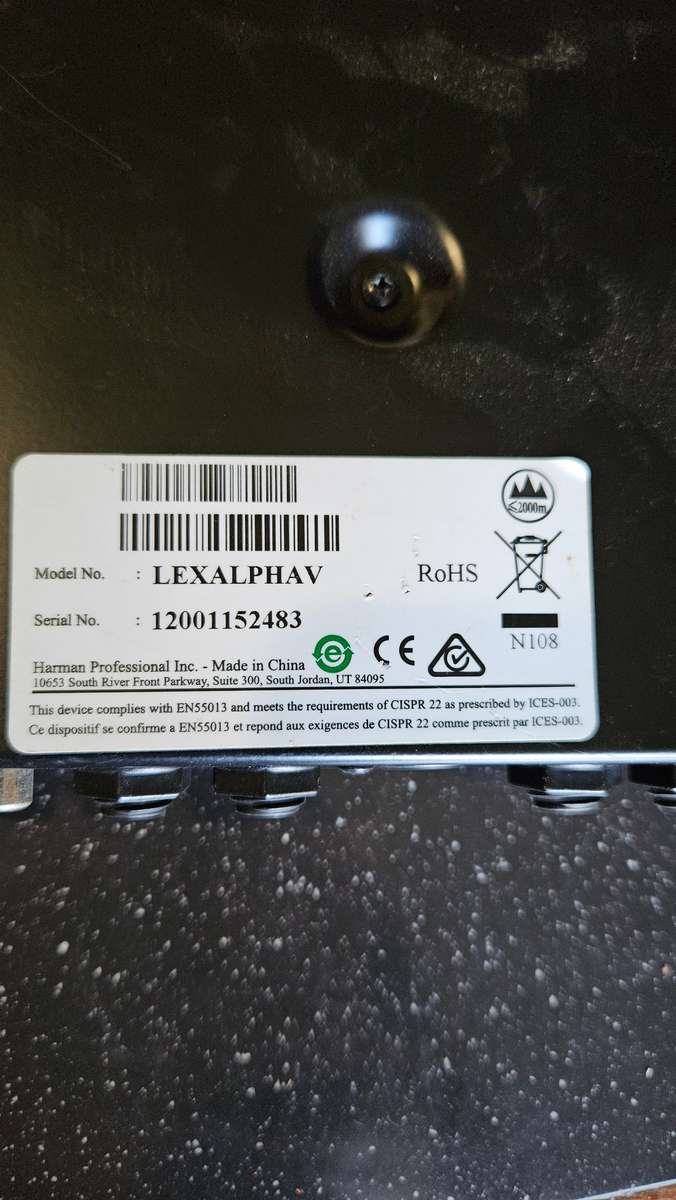 ≤2000m
Model No. : LEXALPHAV
RoHS
Serial No. : 12001152483
N108
Harman Professional Inc. - Made in China
e
CE
10653 South River Front Parkway, Suite 300, South Jordan, UT 84095
This device complies with EN55013 and meets the requirements of CISPR 22 as prescribed by ICES-003.
Ce dispositif se confirme a EN55013 et repond aux exigences de CISPR 22 comme prescrit par ICES-003.